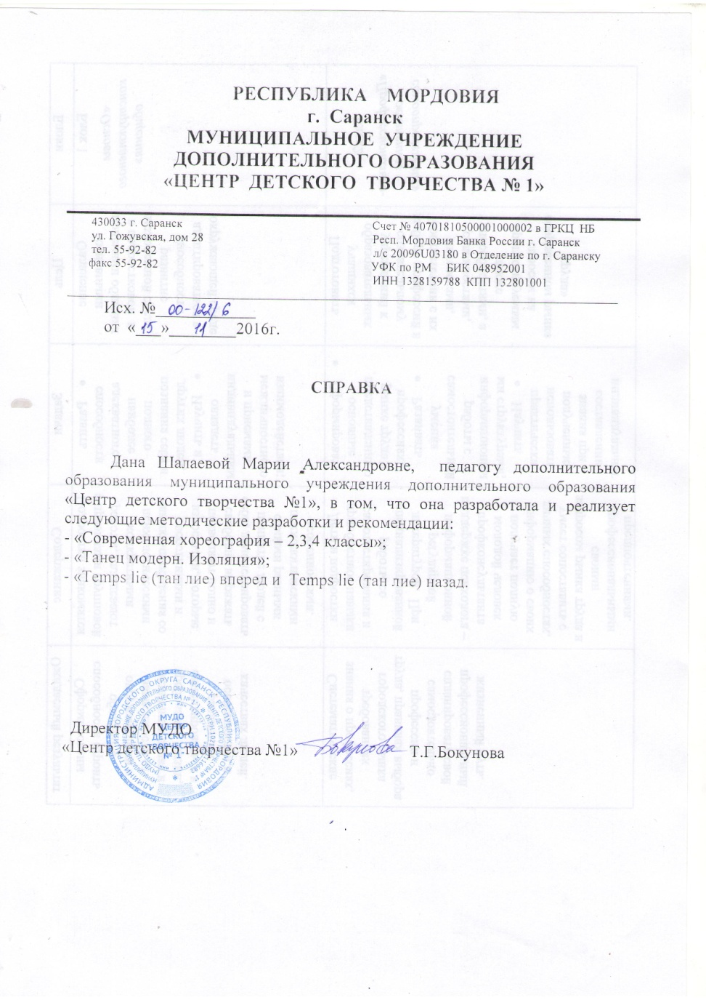 РЕСПУБЛИКА МОРДОВИЯ
г. Саранск
МУНИЦИПАЛЬНОЕ УЧРЕЖДЕНИЕ
ДОПОЛНИТЕЛЬНОГО ОБРАЗОВАНИЯ
«ЦЕНТР ДЕТСКОГО ТВОРЧЕСТВА № 1»
430033 г. Саранск
ул. Гожувская, дом 28
тел. 55-92-82
факс 55-92-82
Счет № 40701810500001000002 в ГРКЦ НБ
Респ. Мордовия Банка России г. Саранск
л/с 20096U03180 в Отделение по г. Саранску
УФК по РМ БИК 048952001
ИНН 1328159788 КПП 132801001
Исх. № 00-122/6
от «15» 11 2016г.
СПРАВКА
Дана Шалаевой Марии Александровне, педагогу дополнительного
образования муниципального учреждения дополнительного образования
«Центр детского творчества №1», в том, что она разработала и реализует
следующие методические разработки и рекомендации:
- «Современная хореография – 2,3,4 классы»;
- «Танец модерн. Изоляция»;
- «Temps lie (тан лие) вперед и Temps lie (тан лие) назад.
МУДО
ЦЕНТР
ДЕТСКОГО
ТВОРЧЕСТВА
№ 1
Директор МУДО
«Центр детского творчества №1» Т.Г.Бокунова